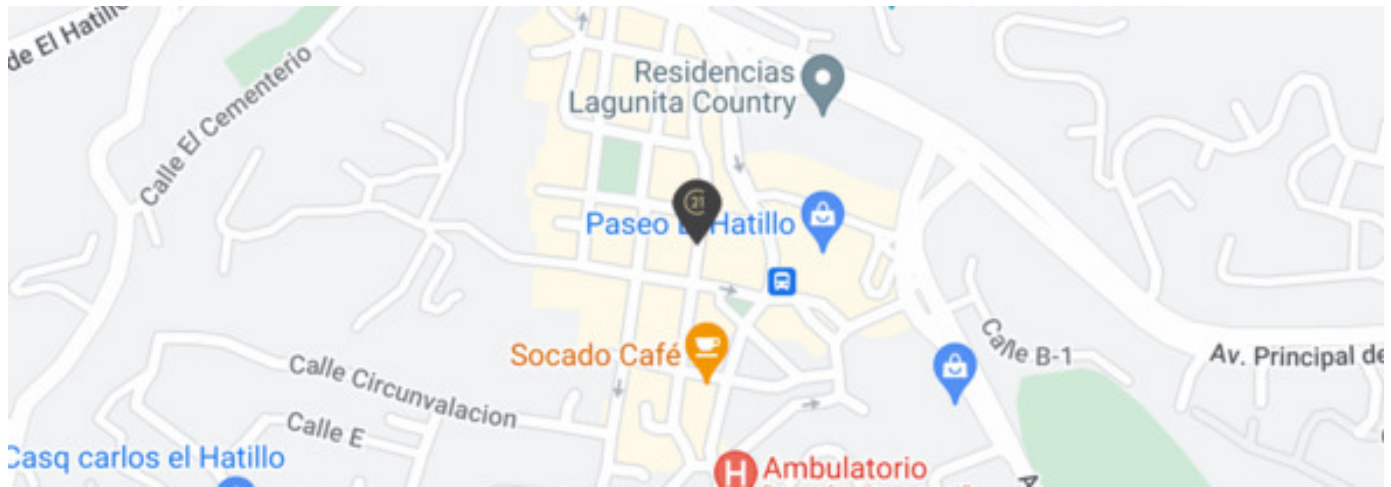 de El Hatillo
Calle El Cementerio
Residencias
Lagunita Country
21
Paseo El Hatillo
Socado Café
Calle B-1
Av. Principal de
Calle Circunvalacion
Calle E
Casq carlos el Hatillo
H
Ambulatorio
A